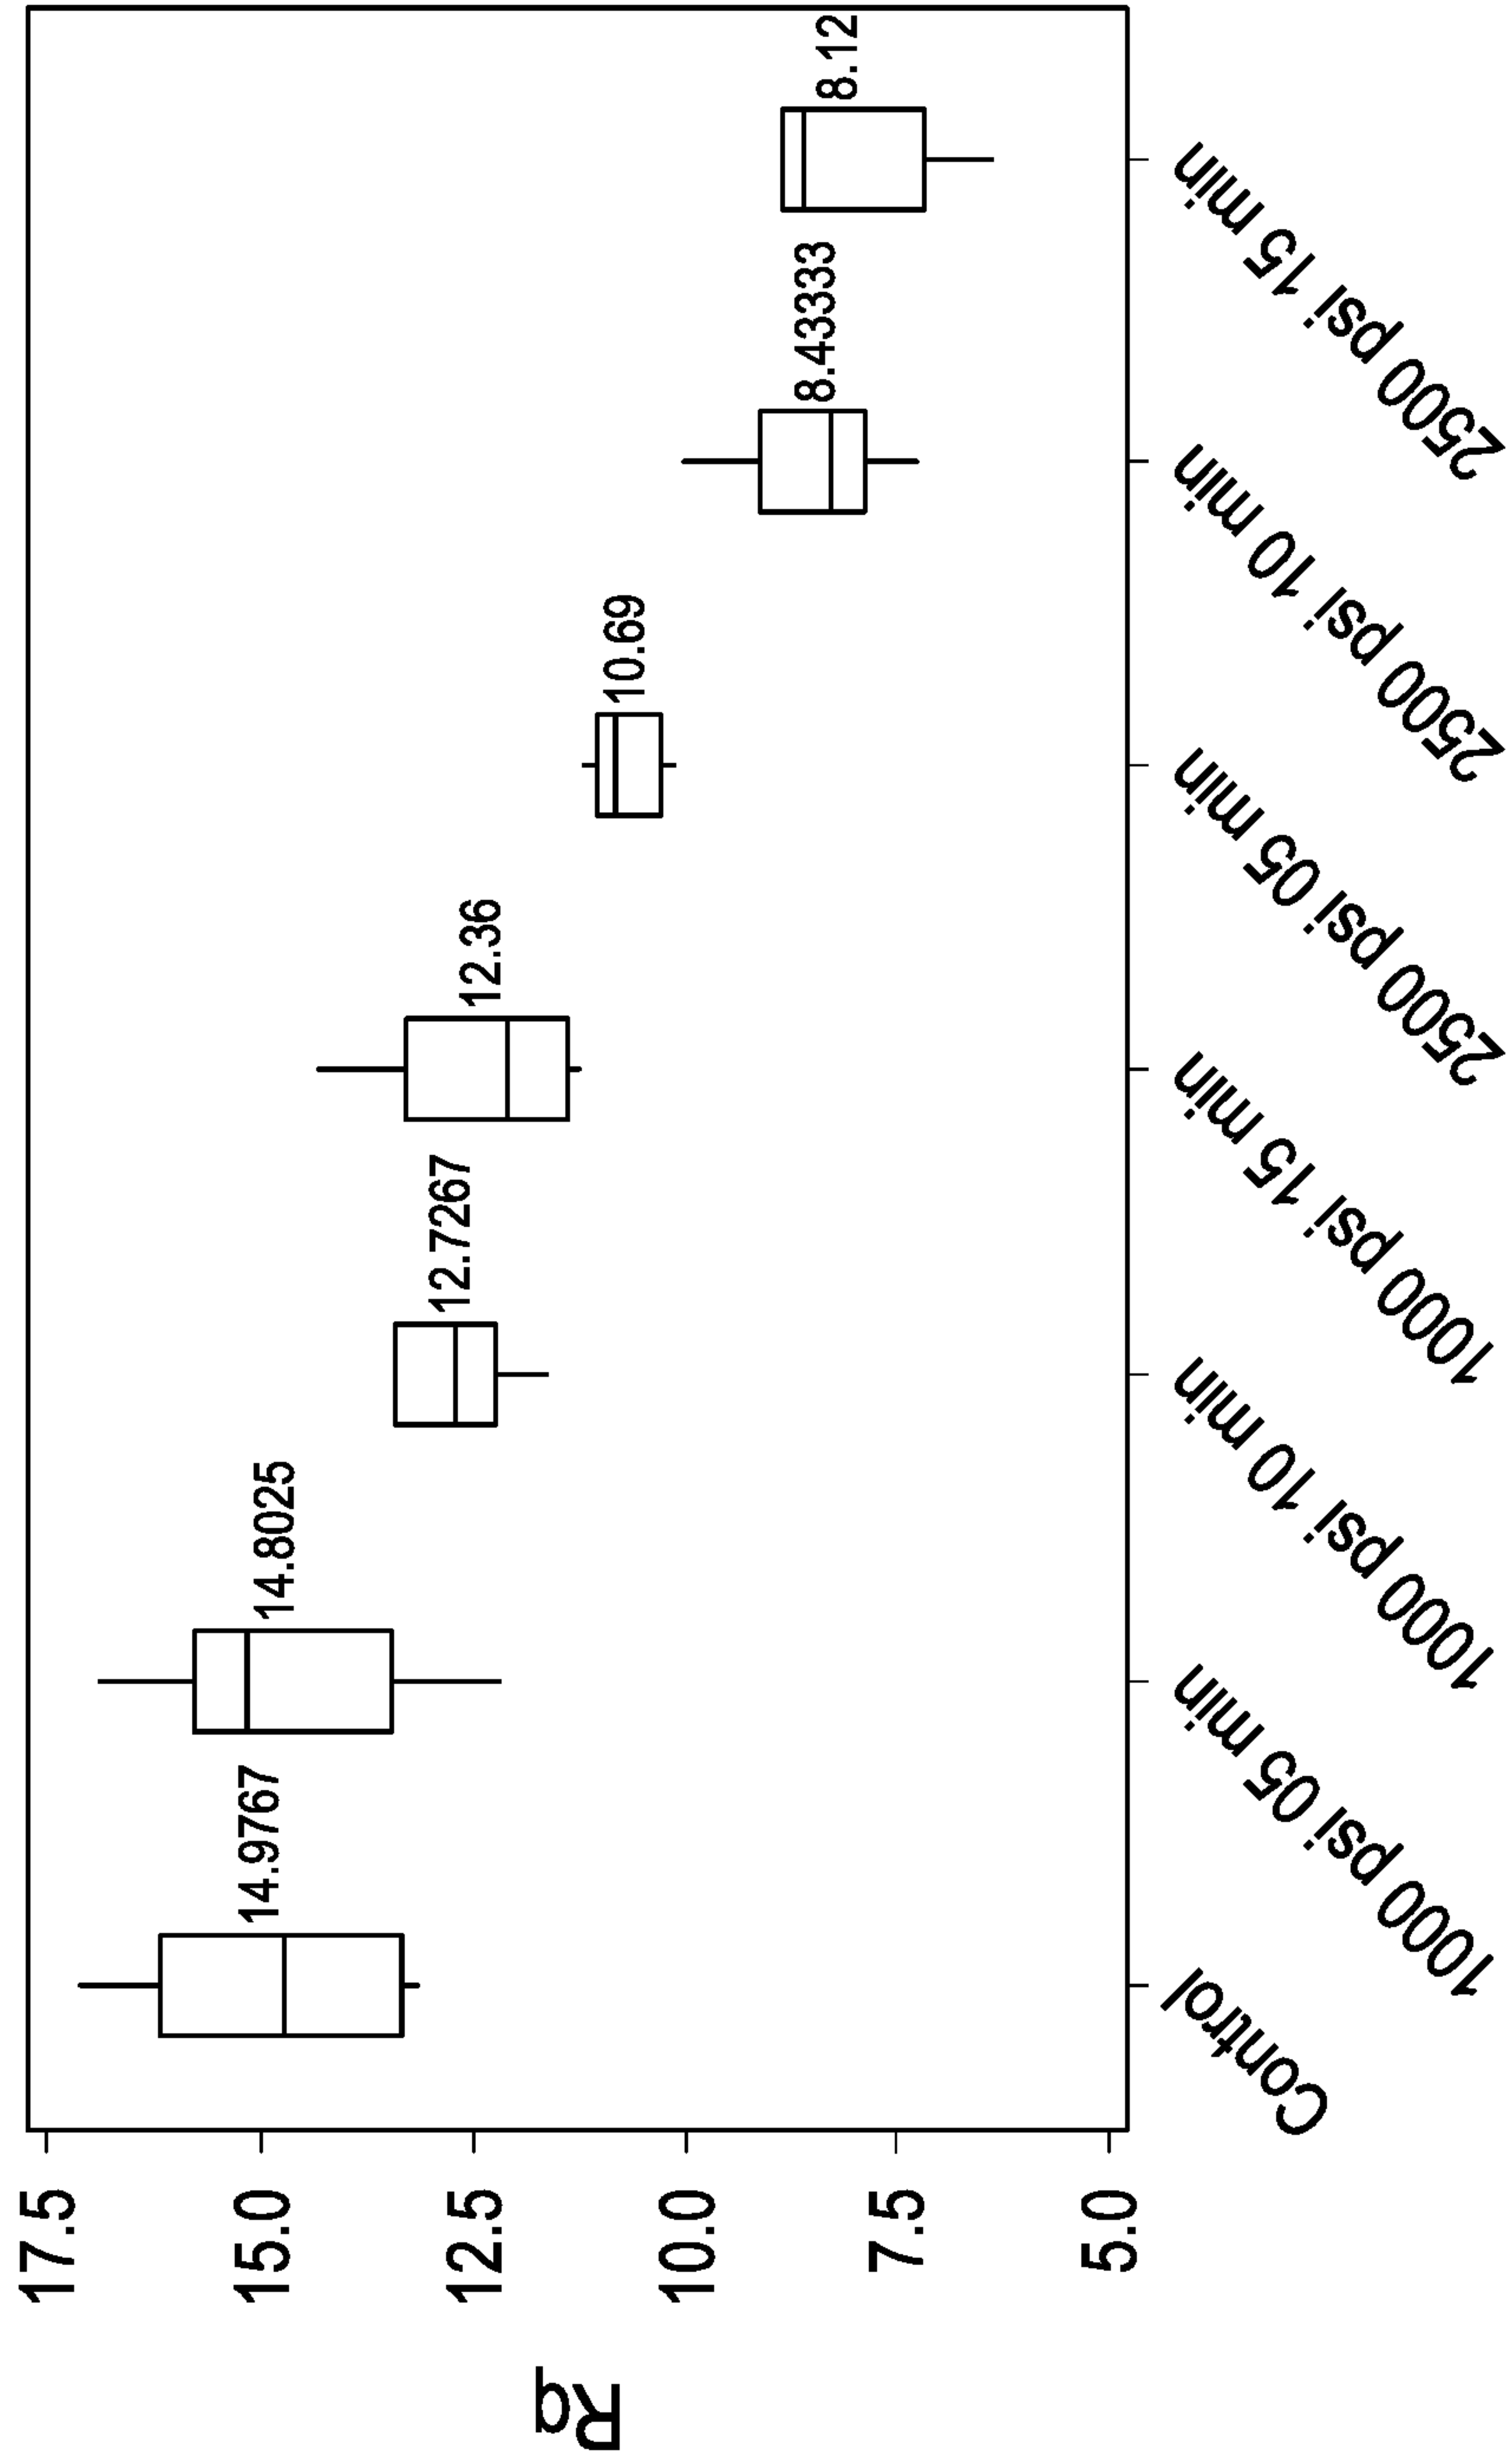 Rq
17.5
15.0
12.5
10.0
7.5
5.0
14.9767
14.8025
12.7267
12.36
10.69
8.43333
8.12
Control
1000 psi 05 min
1000 psi 10 min
1000 psi 15 min
2500 psi 05 min
2500 psi 10 min
2500 psi 15 min